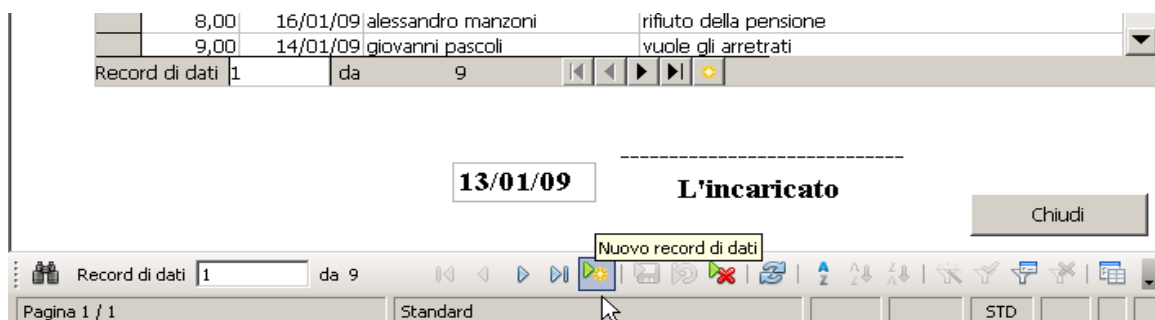 8,00 16/01/09 alessandro manzoni rifiuto della pensione
9,00 14/01/09 giovanni pascoli vuole gli arretrati
Record di dati 1 da 9
-----------------------------
13/01/09 L'incaricato
Chiudi
Nuovo record di dati
Record di dati 1 da 9
Pagina 1 / 1 Standard STD